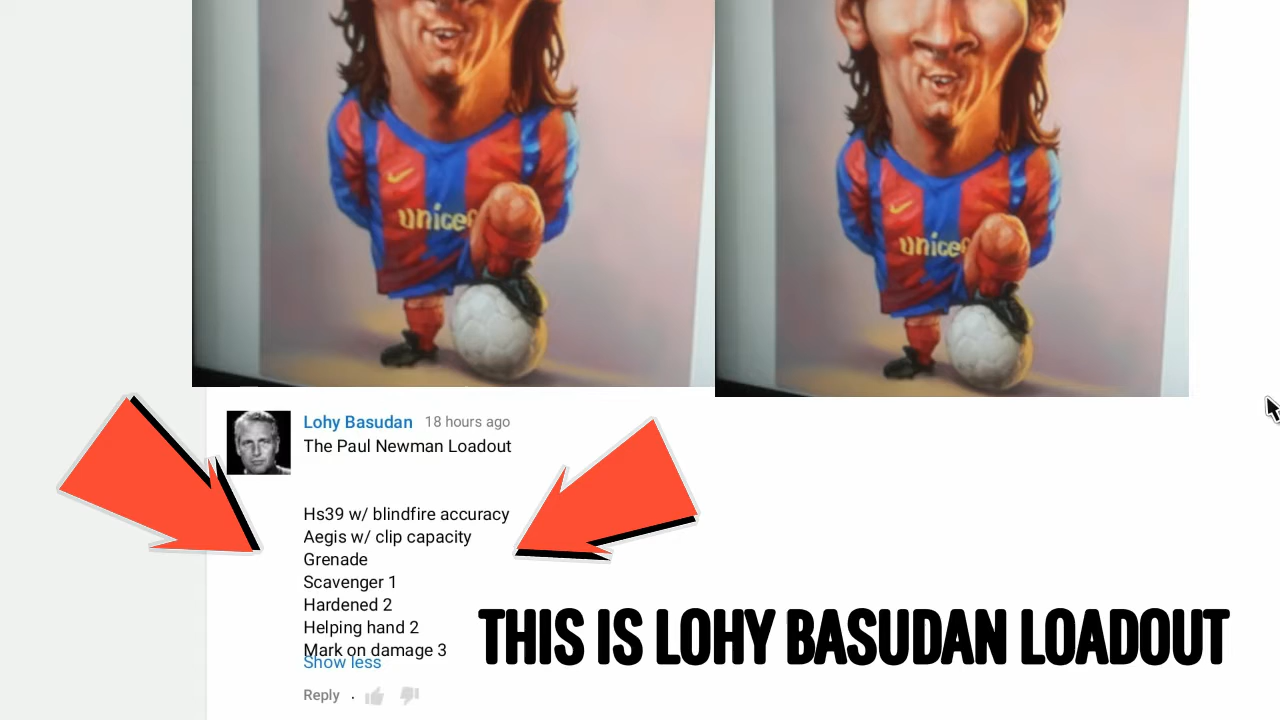 unicef
unicef
Lohy Basudan 18 hours ago
The Paul Newman Loadout
Hs39 w/ blindfire accuracy
Aegis w/ clip capacity
Grenade
Scavenger 1
Hardened 2
Helping hand 2
Mark on damage 3
Show less
Reply .
THIS IS LOHY BASUDAN LOADOUT